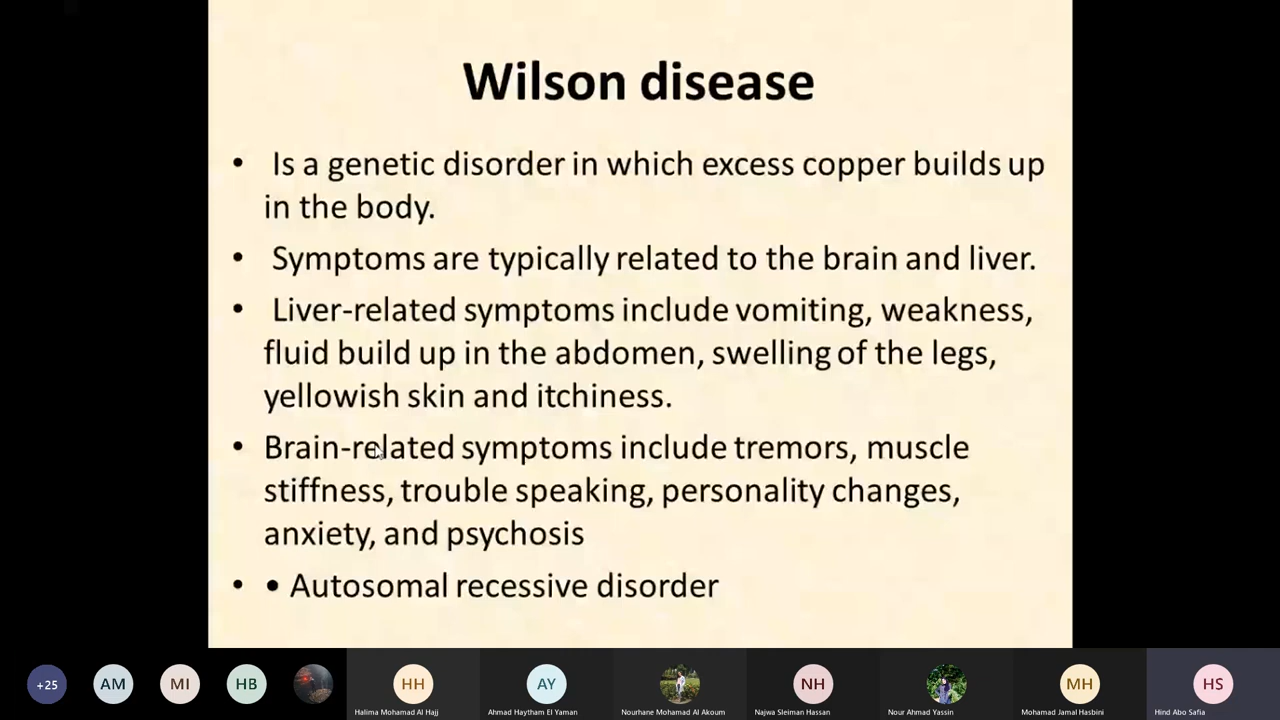 Wilson disease
• Is a genetic disorder in which excess copper builds up
in the body.
• Symptoms are typically related to the brain and liver.
• Liver-related symptoms include vomiting, weakness,
fluid build up in the abdomen, swelling of the legs,
yellowish skin and itchiness.
• Brain-related symptoms include tremors, muscle
stiffness, trouble speaking, personality changes,
anxiety, and psychosis
• • Autosomal recessive disorder
+25 AM MI HB HH AY NH MH HS
Halima Mohamad Al Hajj Ahmad Haytham El Yaman Nourhane Mohamad Al Akoum Najwa Sleiman Hassan Nour Ahmad Yassin Mohamad Jamal Hasbini Hind Abo Safia